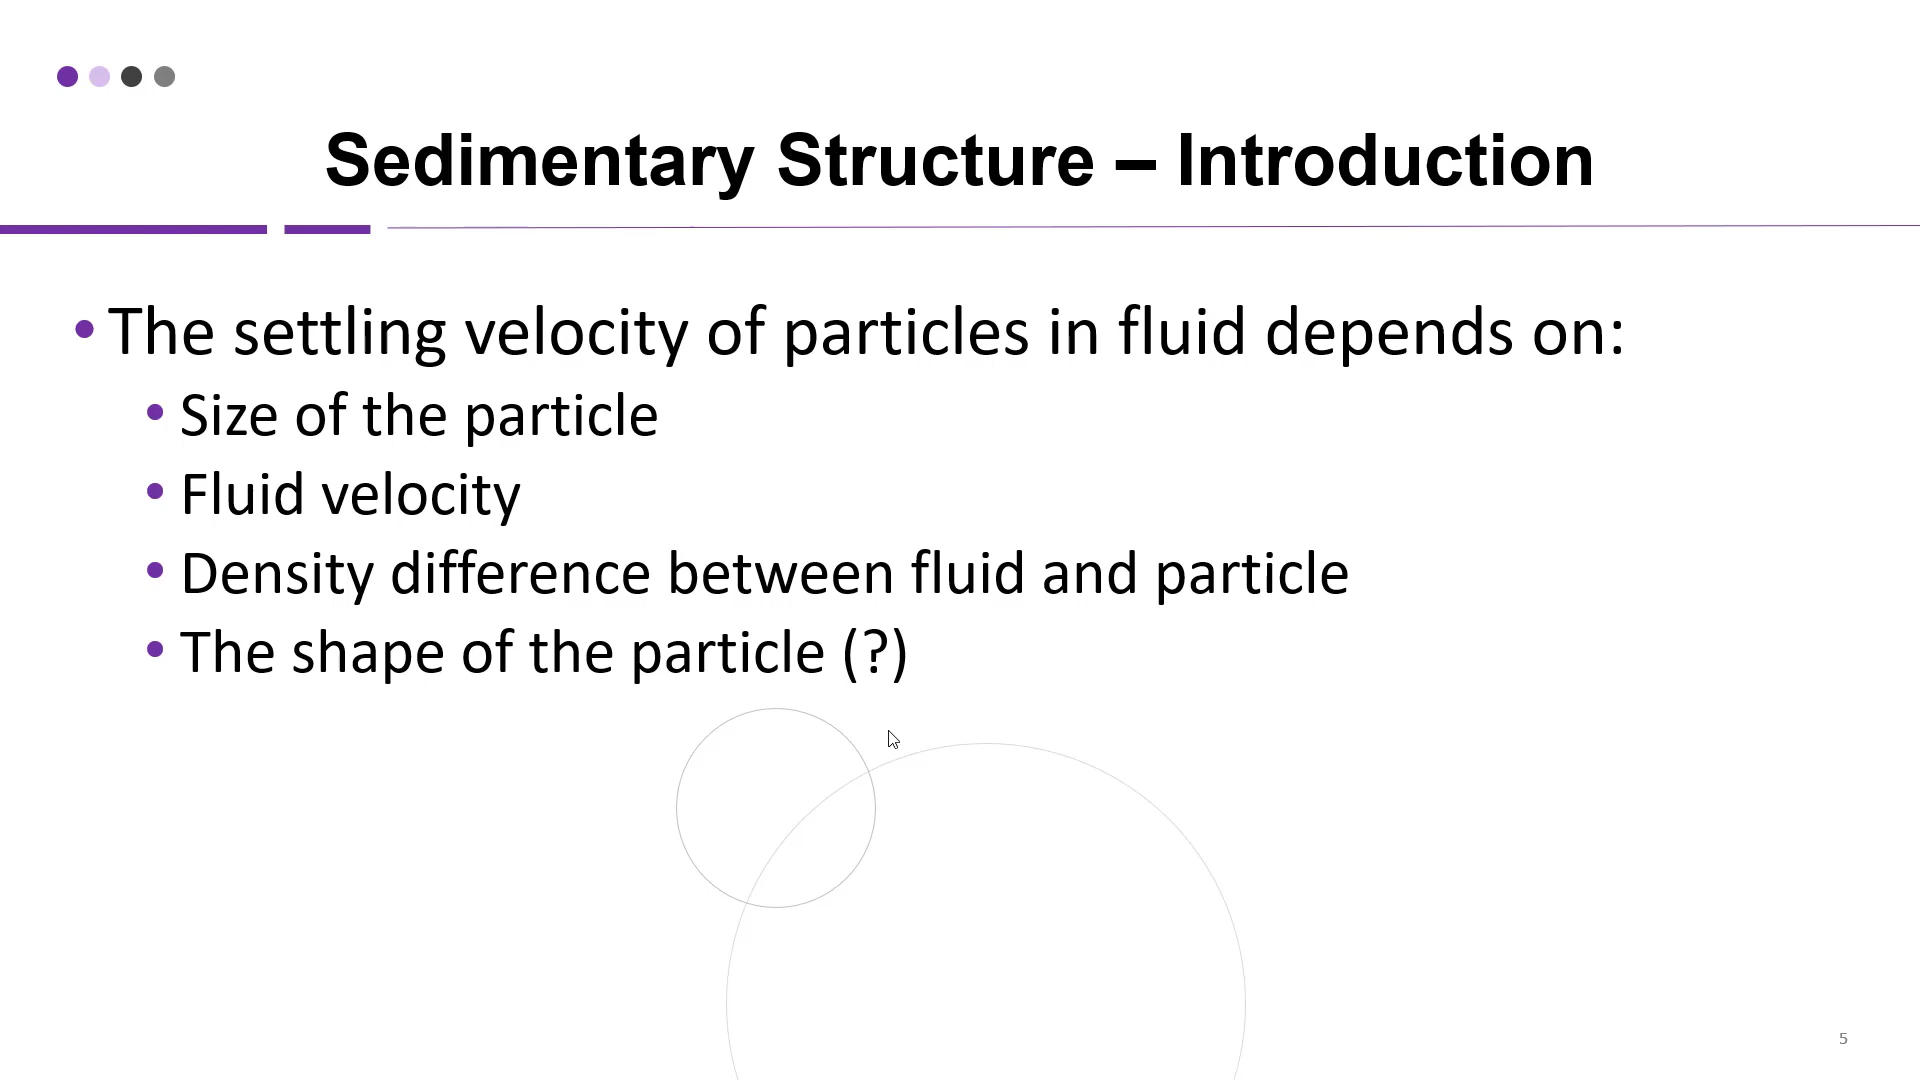 Sedimentary Structure – Introduction
• The settling velocity of particles in fluid depends on:
• Size of the particle
• Fluid velocity
• Density difference between fluid and particle
• The shape of the particle (?)
5